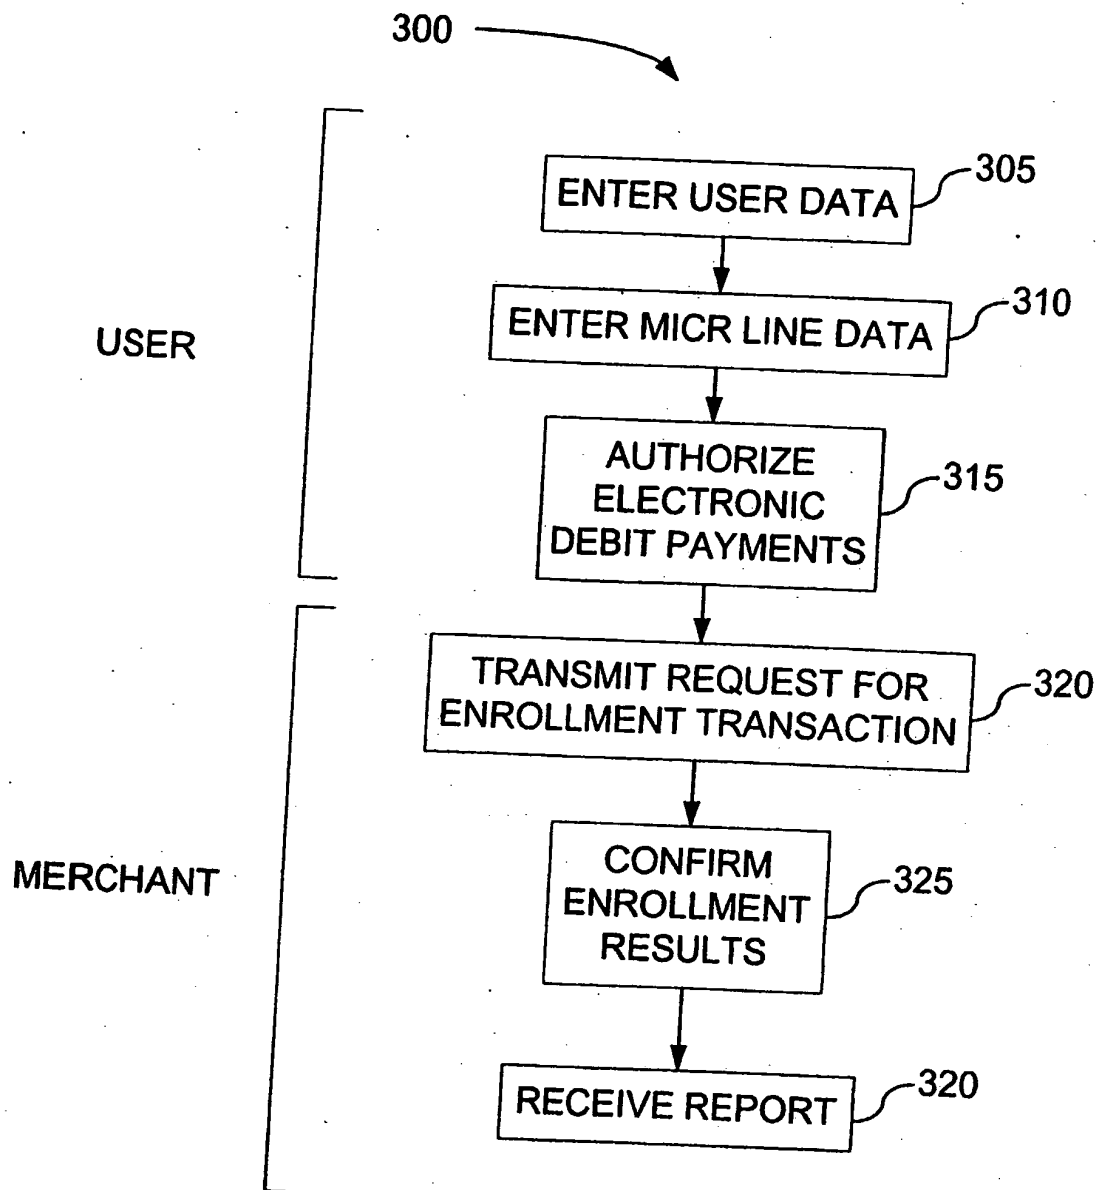 300
305
ENTER USER DATA
310
ENTER MICR LINE DATA
USER
AUTHORIZE
ELECTRONIC
DEBIT PAYMENTS
315
TRANSMIT REQUEST FOR
ENROLLMENT TRANSACTION
320
MERCHANT
CONFIRM
ENROLLMENT
RESULTS
325
RECEIVE REPORT
320